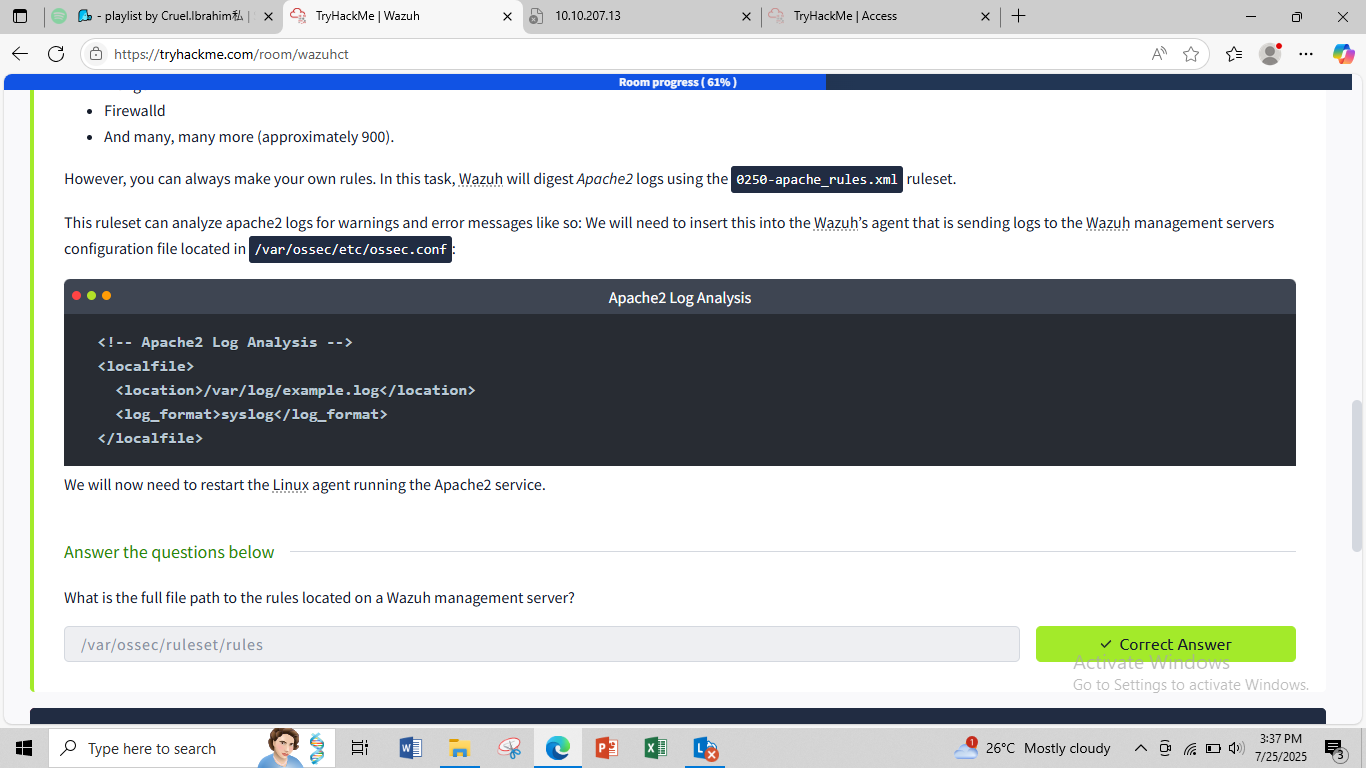 - playlist by Cruel.Ibrahim私 |
TryHackMe | Wazuh
10.10.207.13
TryHackMe | Access
https://tryhackme.com/room/wazuhct
Room progress ( 61% )
Firewalld
And many, many more (approximately 900).
However, you can always make your own rules. In this task, Wazuh will digest Apache2 logs using the 0250-apache_rules.xml ruleset.
This ruleset can analyze apache2 logs for warnings and error messages like so: We will need to insert this into the Wazuh’s agent that is sending logs to the Wazuh management servers
configuration file located in /var/ossec/etc/ossec.conf:
Apache2 Log Analysis
<!-- Apache2 Log Analysis -->
<localfile>
<location>/var/log/example.log</location>
<log_format>syslog</log_format>
</localfile>
We will now need to restart the Linux agent running the Apache2 service.
Answer the questions below
What is the full file path to the rules located on a Wazuh management server?
/var/ossec/ruleset/rules
✓ Correct Answer
Activate Windows
Go to Settings to activate Windows.
Type here to search
1
26°C Mostly cloudy
3:37 PM
7/25/2025
3